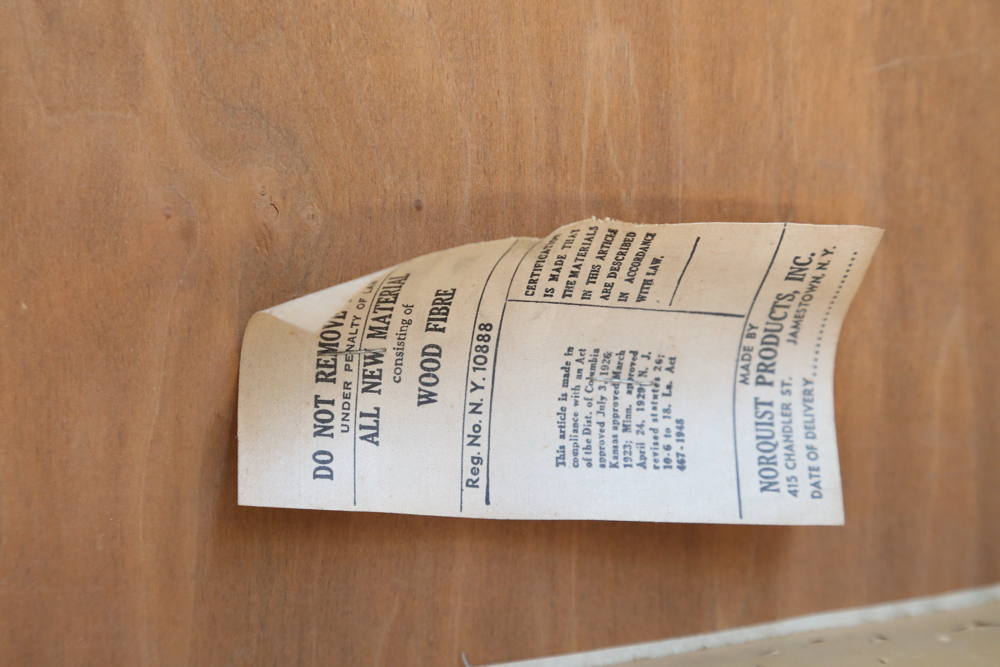 DO NOT REMOVE
UNDER PENALTY OF
ALL NEW MATERIAL
consisting of
WOOD FIBRE
Reg. No. N. Y. 10888
CERTIFICATION
IS MADE THAT
THE MATERIALS
IN THIS ARTICLE
ARE DESCRIBED
IN ACCORDANCE
WITH LAW.
This article is made in
compliance with an Act
of the Dist. of Columbia
approved July 3, 1926;
Kansas approved March
1923; Minn. approved
April 24, 1929; N. J.
revised statutes 26;
10-6 to 18. La. Act
467-1948
MADE BY
NORQUIST PRODUCTS, INC.
415 CHANDLER ST. JAMESTOWN, N. Y.
DATE OF DELIVERY....................